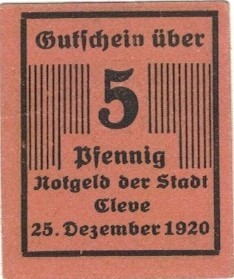 Gutschein über
5
Pfennig
Notgeld der Stadt
Cleve
25. Dezember 1920